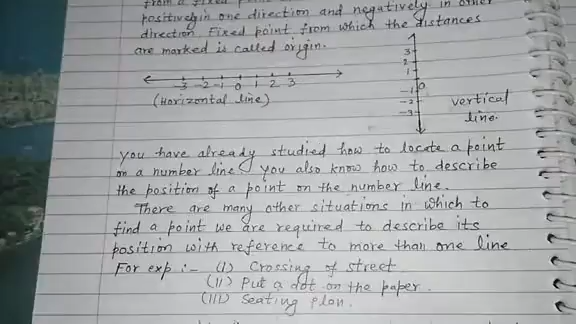 from a fixed point
positively in one direction and negatively in other
direction. Fixed point from which the distances
are marked is called origin.
-3 -2 -1 0 1 2 3
(Horizontal line)
3
2
1
0
-1
-2
-3
vertical
line.
you have already studied how to locate a point
on a number line. you also know how to describe
the position of a point on the number line.
There are many other situations in which to
find a point we are required to describe its
position with reference to more than one line
For exp :- (I) Crossing of street
(II) Put a dot on the paper.
(III) Seating plan.